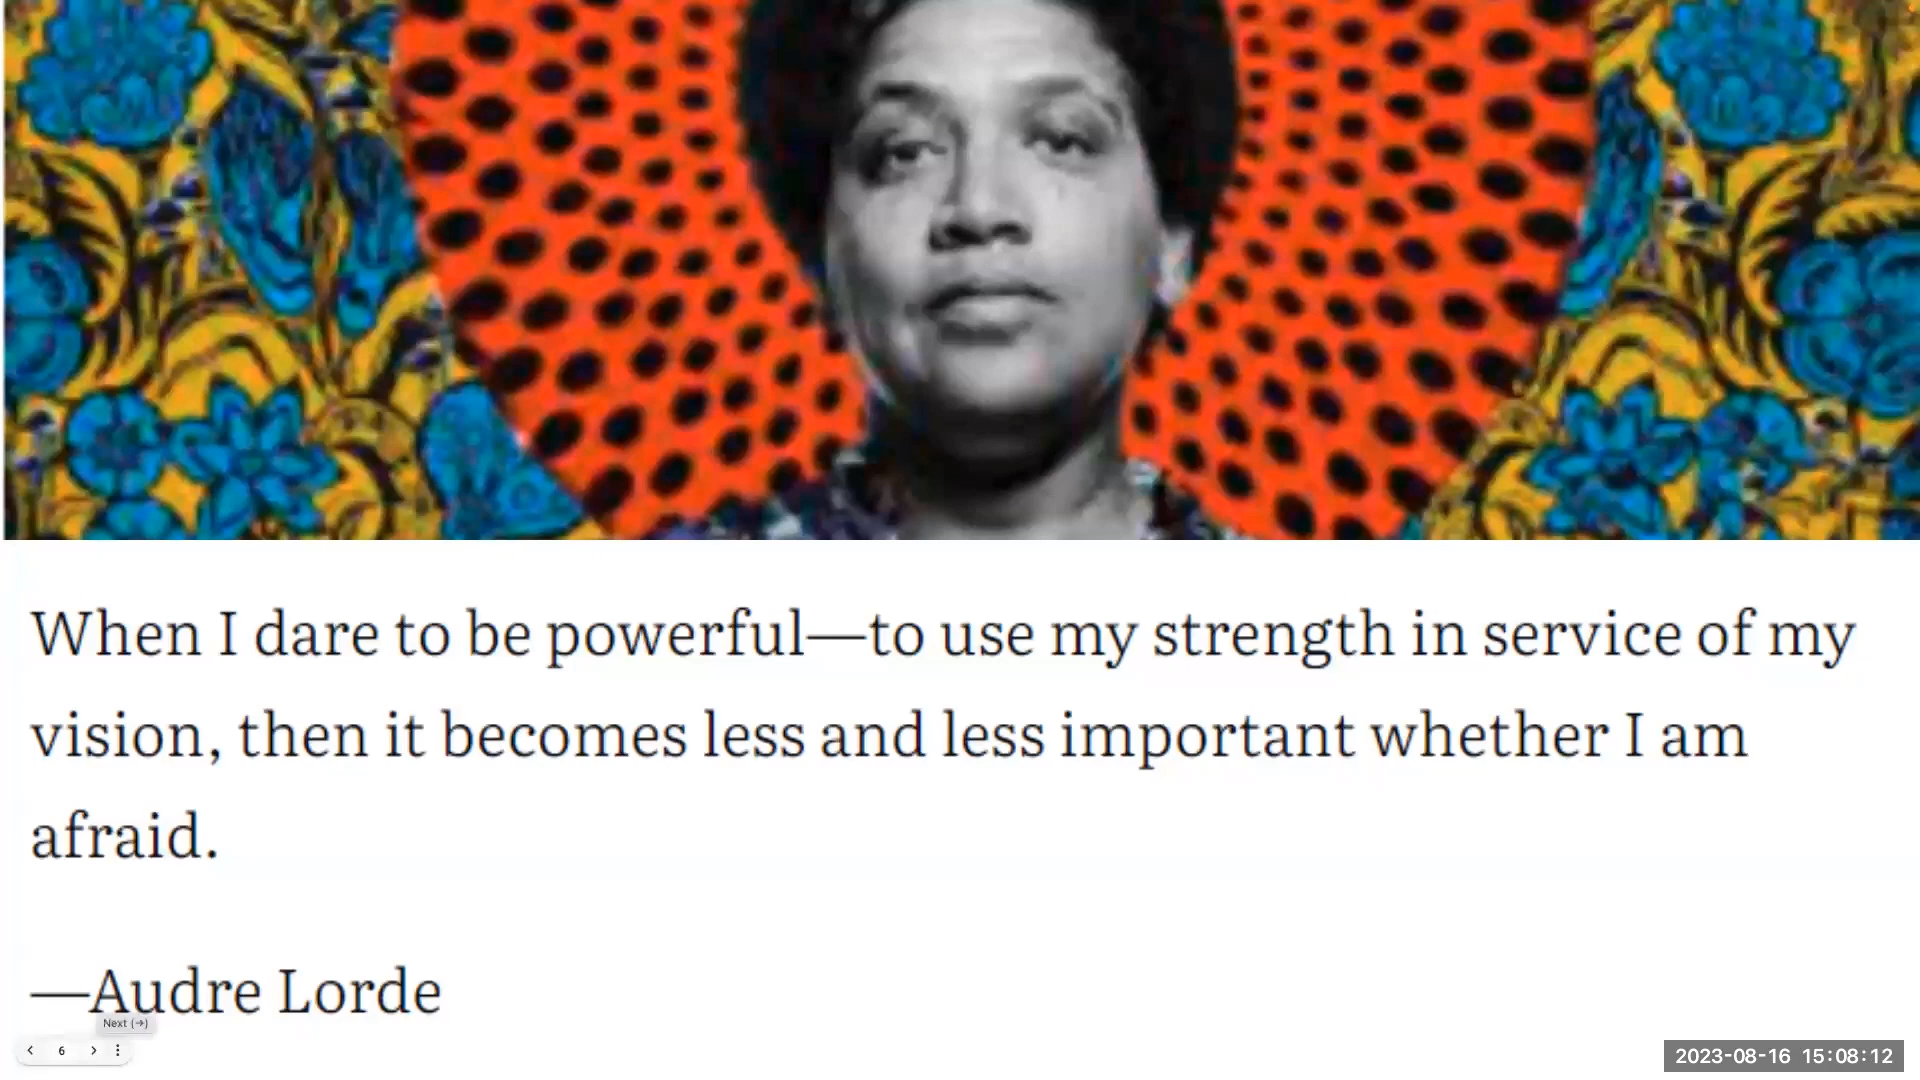 When I dare to be powerful—to use my strength in service of my
vision, then it becomes less and less important whether I am
afraid.
—Audre Lorde
Next (→)
6
2023-08-16 15:08:12